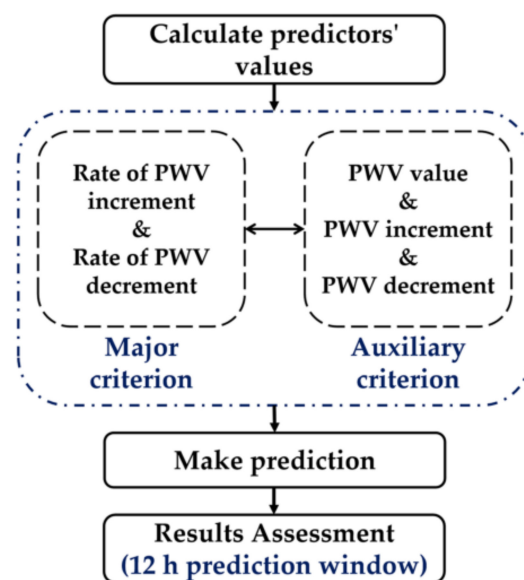 Calculate predictors'
values
Rate of PWV
increment
&
Rate of PWV
decrement
PWV value
&
PWV increment
&
PWV decrement
Major
criterion
Auxiliary
criterion
Make prediction
Results Assessment
(12 h prediction window)